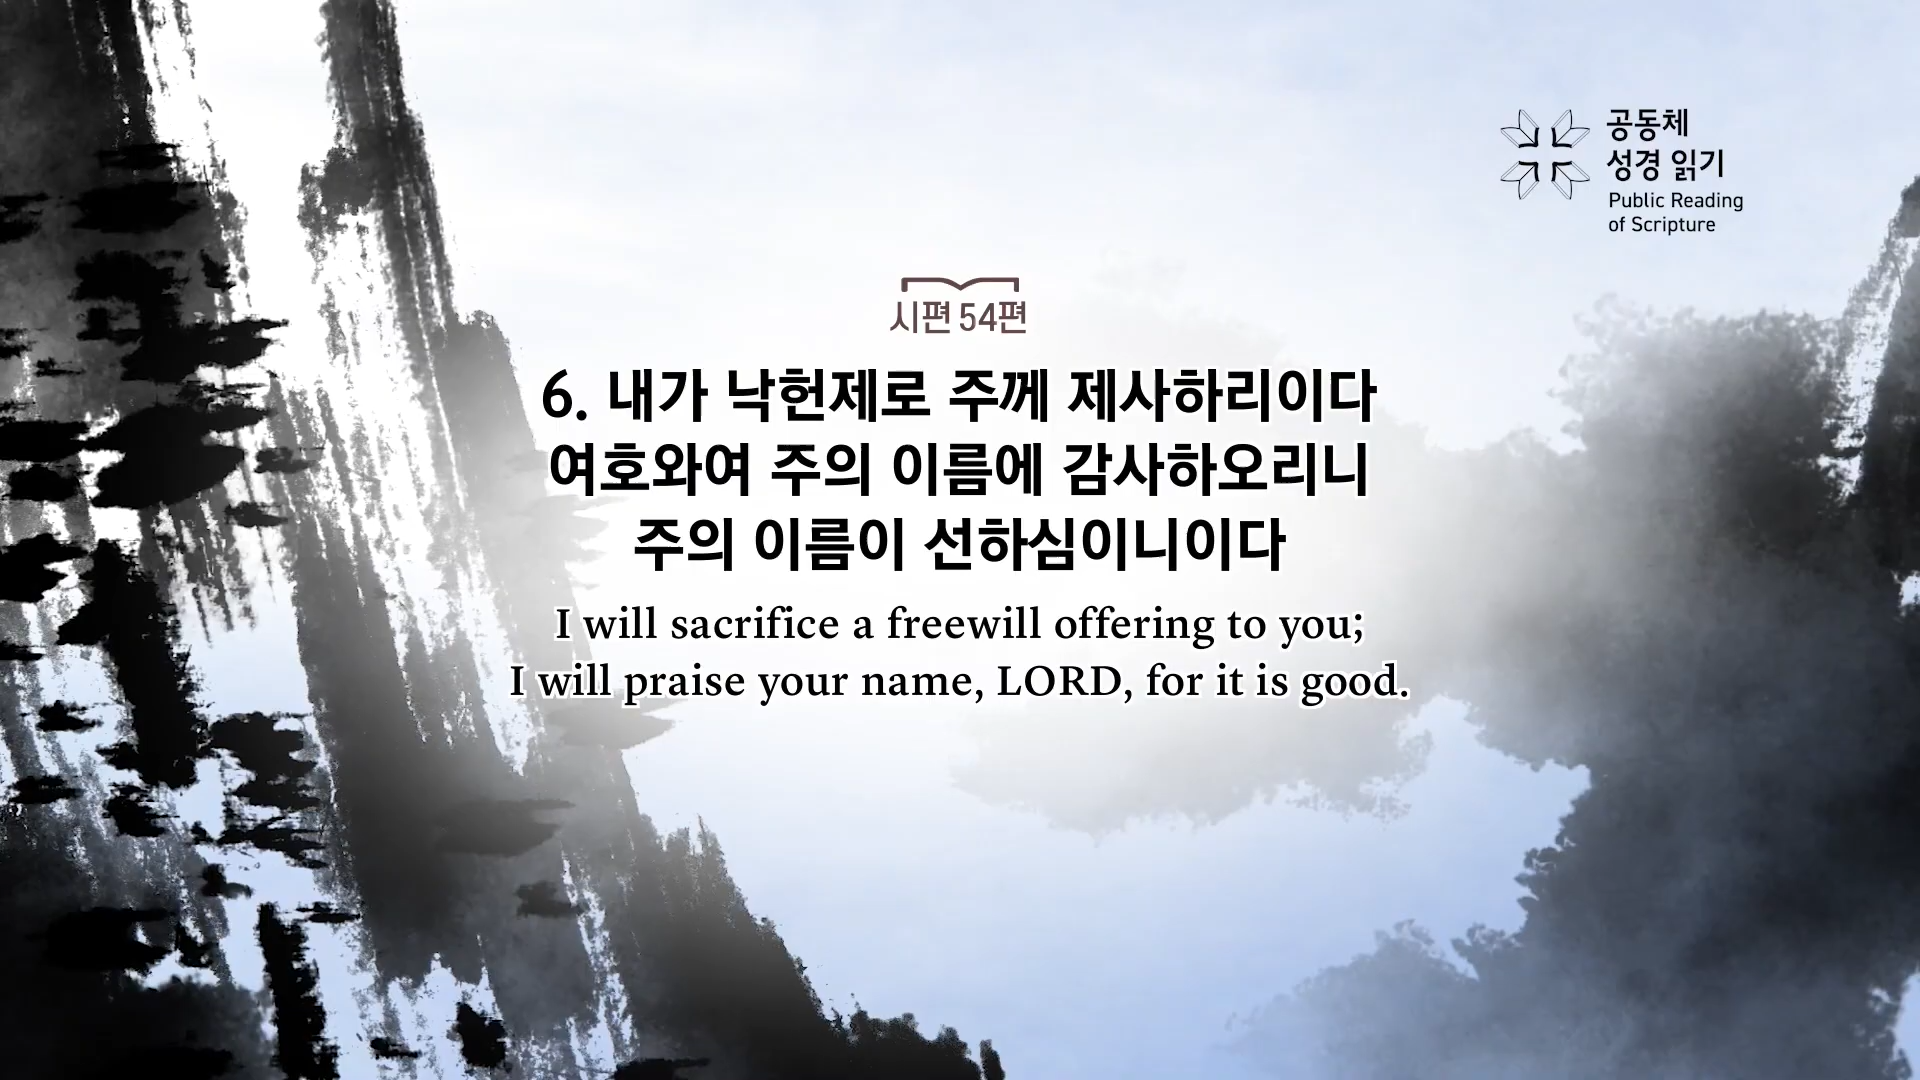 공동체
성경 읽기
Public Reading
of Scripture
시편 54편
6. 내가 낙헌제로 주께 제사하리이다
여호와여 주의 이름에 감사하오리니
주의 이름이 선하심이니이다
I will sacrifice a freewill offering to you;
I will praise your name, LORD, for it is good.